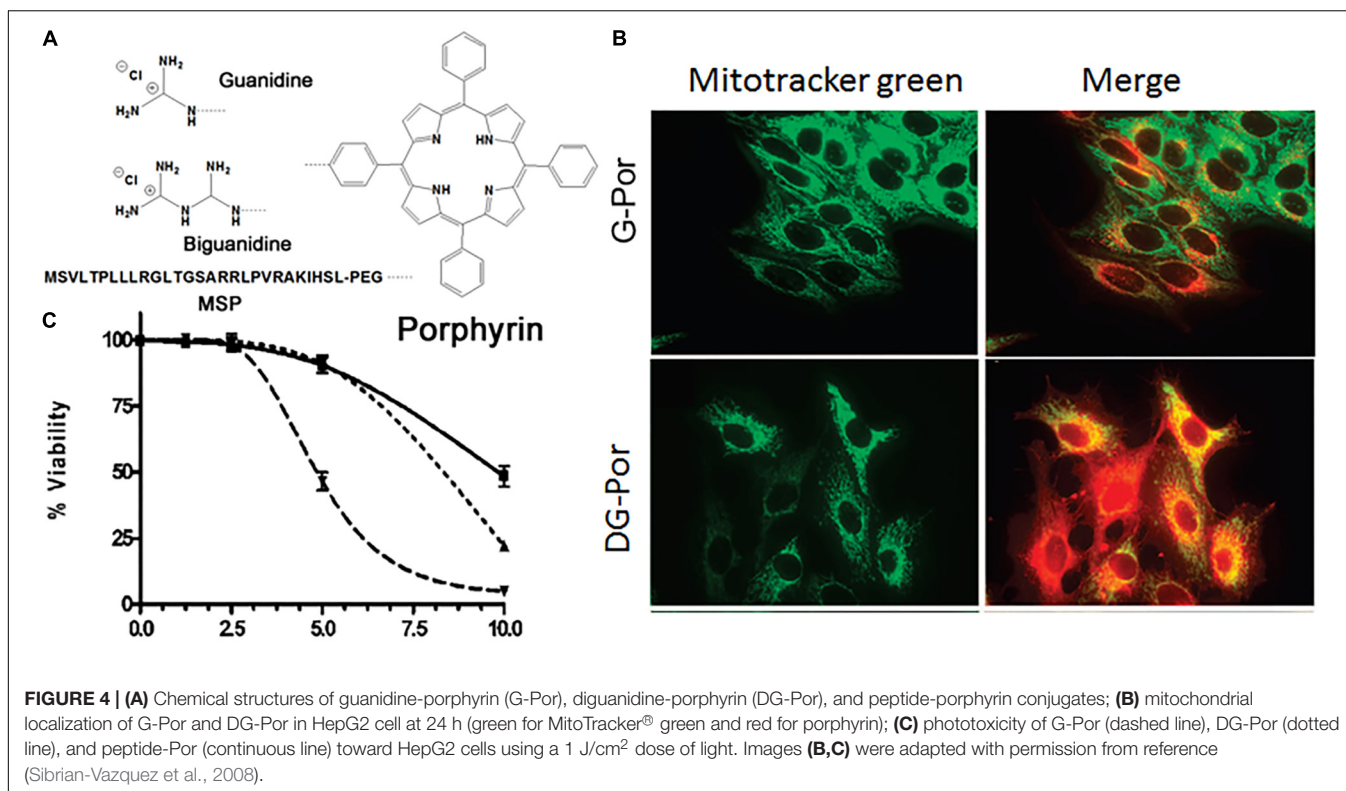 A
NH2
⊖Cl
⊕
H2N
NH
Guanidine
NH2
NH2
⊖Cl
⊕
H2N
N
H
N
H
Biguanidine
MSVLTPLLLRGLTGSARRLPVRAKIHSL-PEG
MSP
N
HN
NH
N
Porphyrin
B
Mitotracker green
Merge
G-Por
DG-Por
C
% Viability
100
75
50
25
0
0.0
2.5
5.0
7.5
10.0
FIGURE 4 | (A) Chemical structures of guanidine-porphyrin (G-Por), diguanidine-porphyrin (DG-Por), and peptide-porphyrin conjugates; (B) mitochondrial
localization of G-Por and DG-Por in HepG2 cell at 24 h (green for MitoTracker® green and red for porphyrin); (C) phototoxicity of G-Por (dashed line), DG-Por (dotted
line), and peptide-Por (continuous line) toward HepG2 cells using a 1 J/cm² dose of light. Images (B,C) were adapted with permission from reference
(Sibrian-Vazquez et al., 2008).